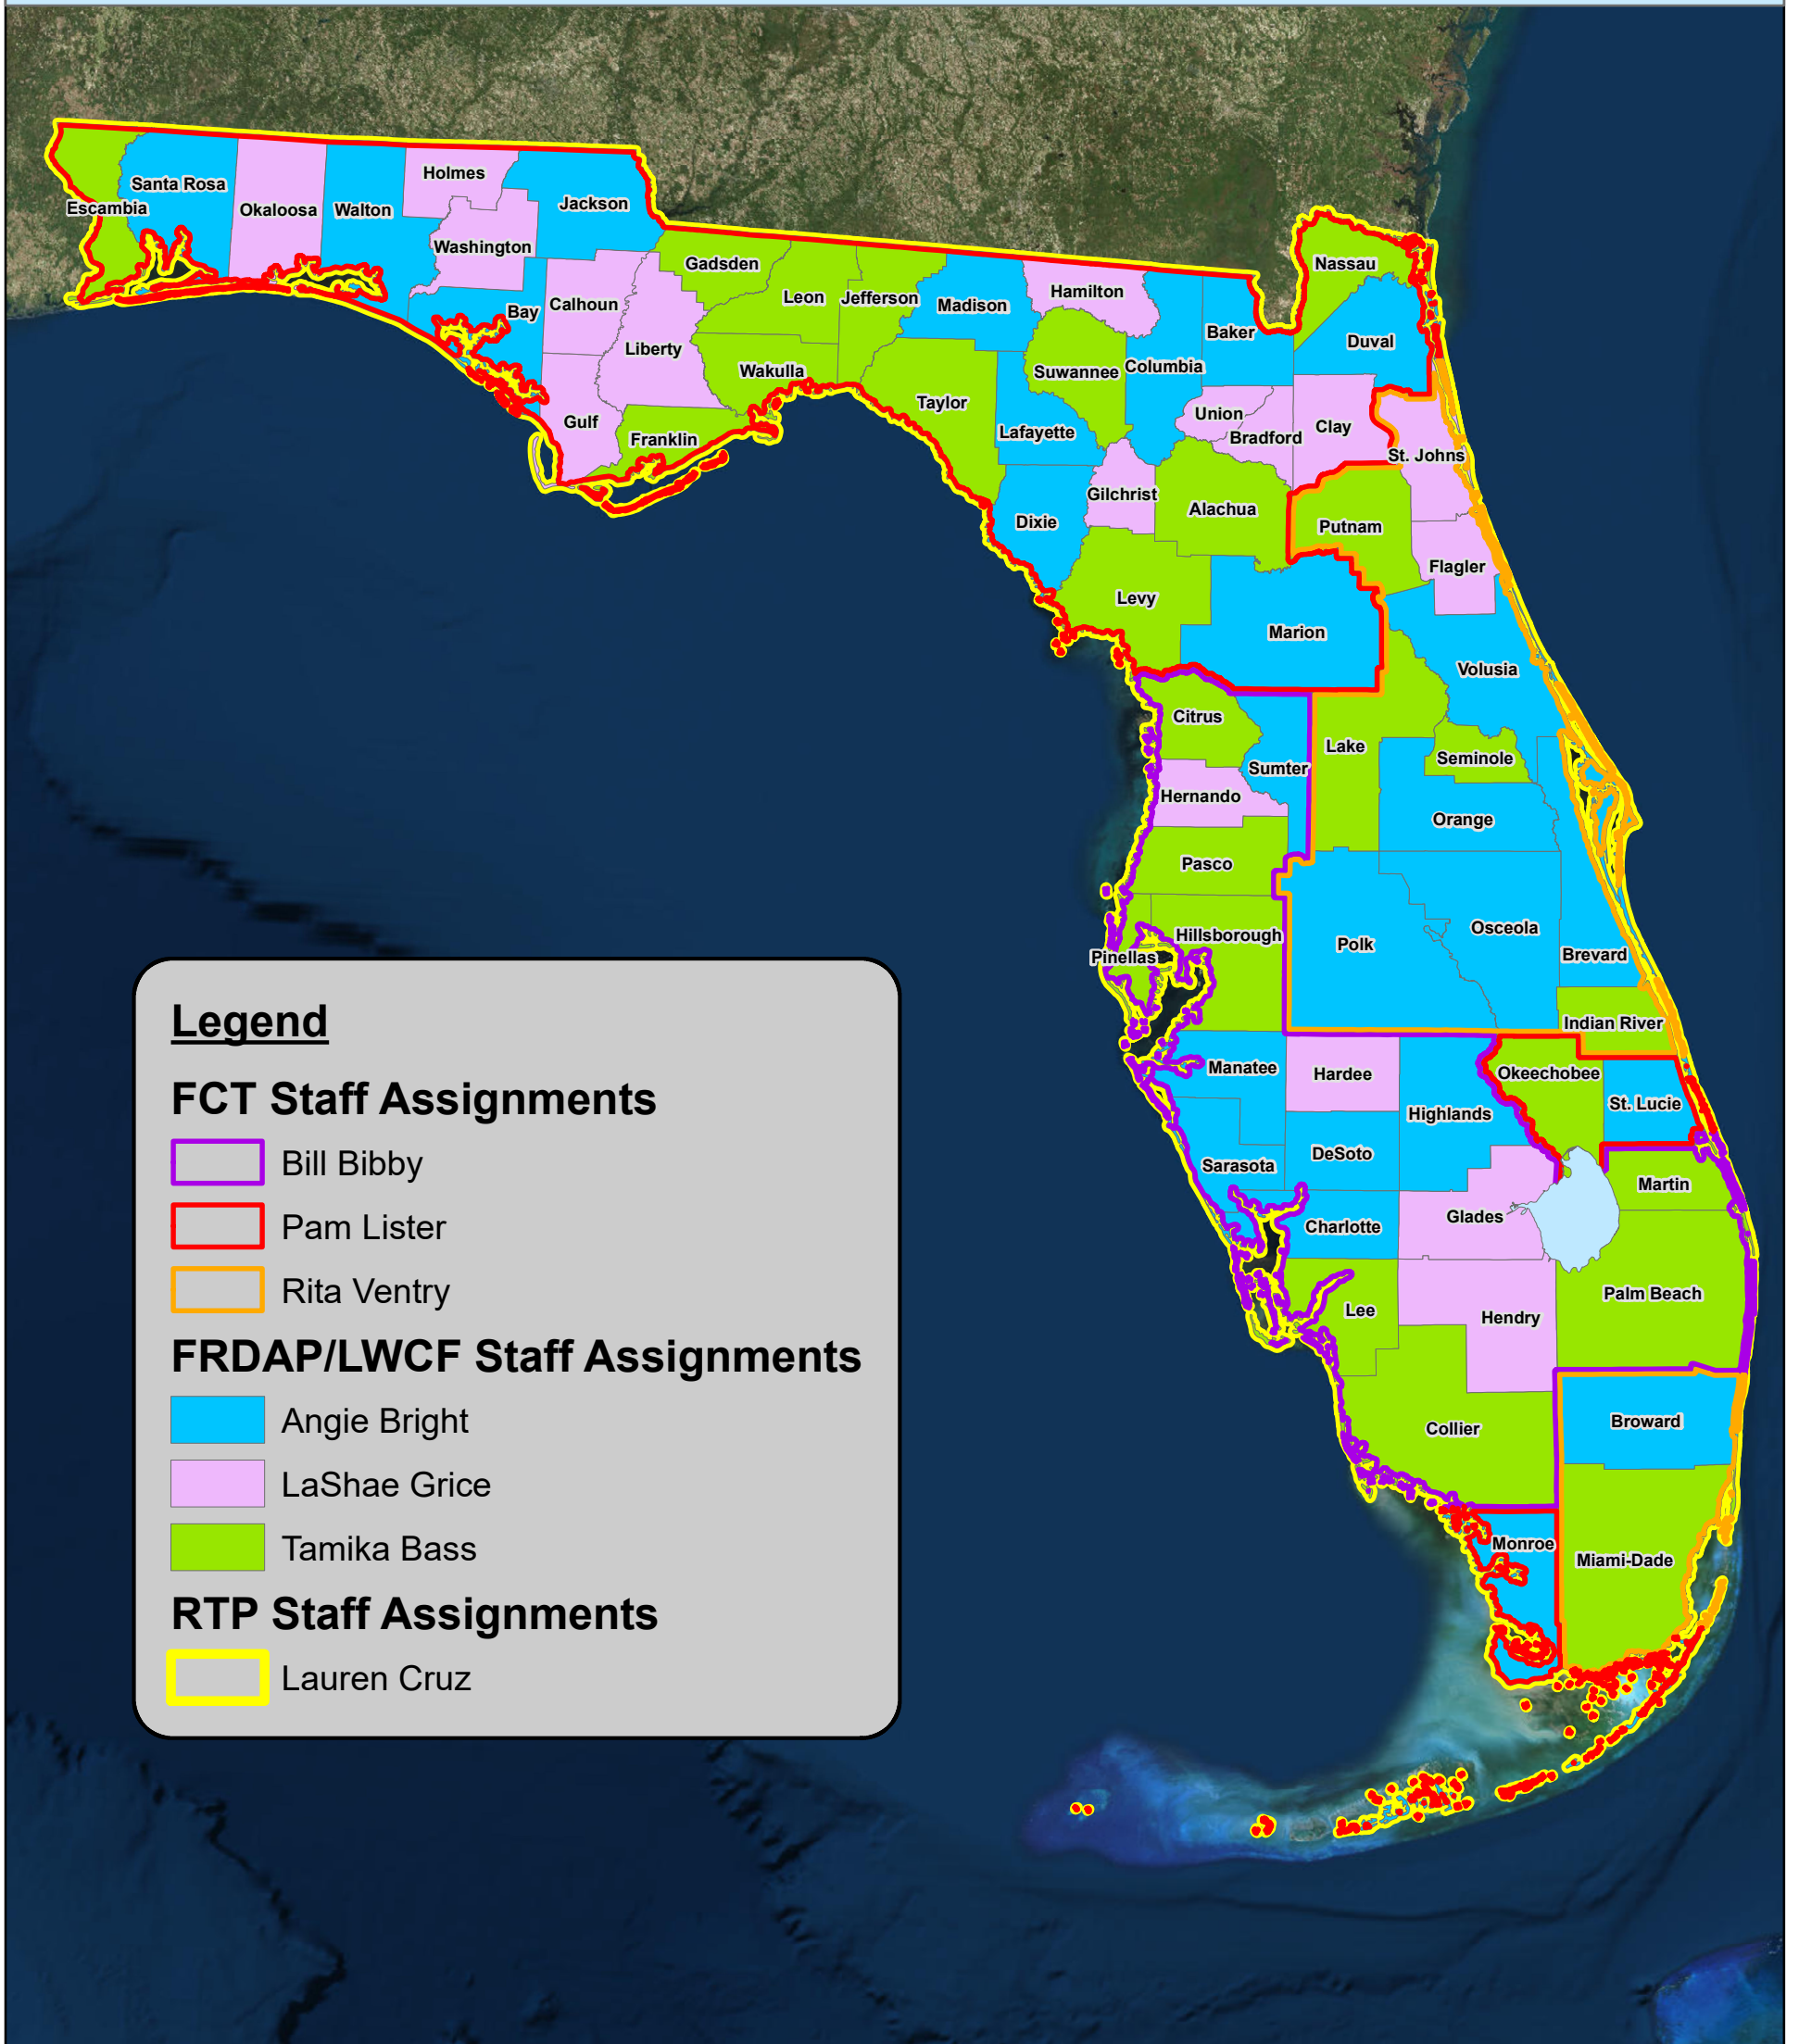 Holmes
Santa Rosa
Jackson
Escambia
Okaloosa
Walton
Washington
Gadsden
Nassau
Hamilton
Leon
Jefferson
Calhoun
Madison
Bay
Baker
Duval
Liberty
Wakulla
Suwannee
Columbia
Taylor
Union
Gulf
Clay
Franklin
Lafayette
Bradford
St. Johns
Gilchrist
Alachua
Dixie
Putnam
Flagler
Levy
Marion
Volusia
Citrus
Lake
Seminole
Sumter
Hernando
Orange
Pasco
Osceola
Hillsborough
Polk
Brevard
Pinellas
Indian River
Manatee
Hardee
Okeechobee
St. Lucie
Highlands
DeSoto
Sarasota
Martin
Glades
Charlotte
Palm Beach
Lee
Hendry
Broward
Collier
Monroe
Miami-Dade
Legend
FCT Staff Assignments
Bill Bibby
Pam Lister
Rita Ventry
FRDAP/LWCF Staff Assignments
Angie Bright
LaShae Grice
Tamika Bass
RTP Staff Assignments
Lauren Cruz